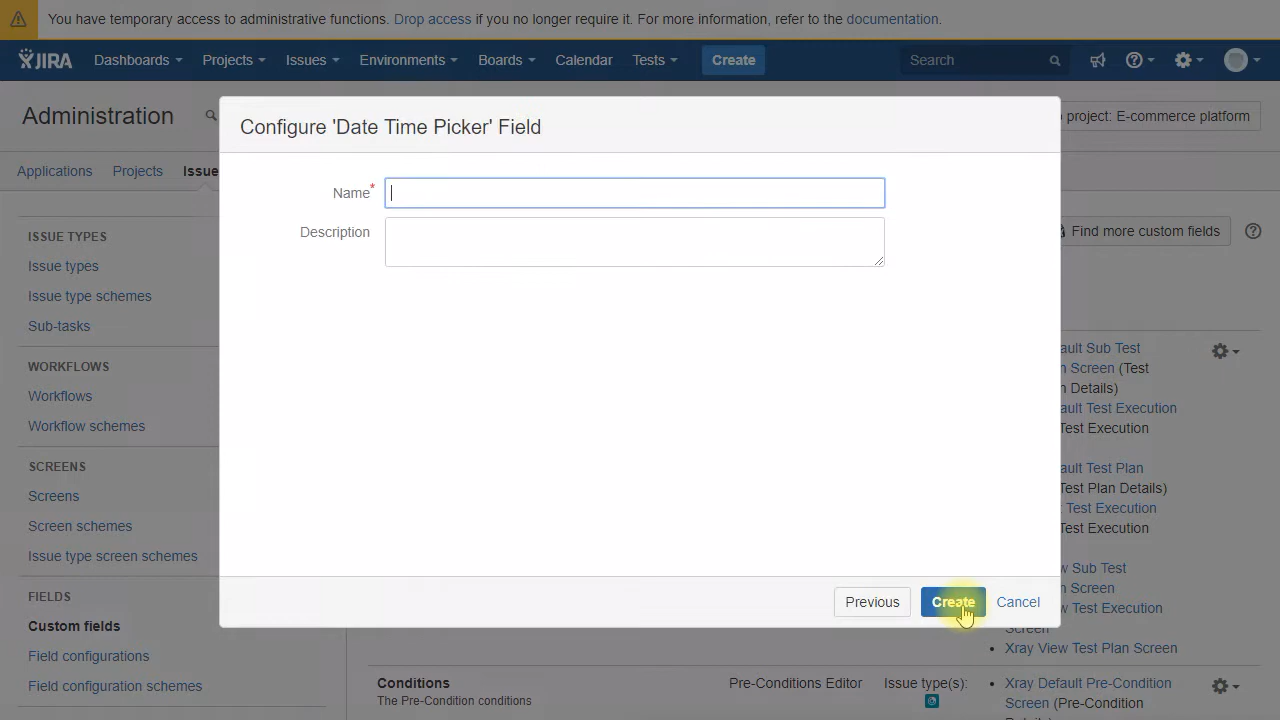 You have temporary access to administrative functions. Drop access if you no longer require it. For more information, refer to the documentation.
JIRA Dashboards Projects Issues Environments Boards Calendar Tests Create Search
Administration
project: E-commerce platform
Configure 'Date Time Picker' Field
Applications Projects Issue
Name*
Description
Find more custom fields
ISSUE TYPES
Issue types
Issue type schemes
Sub-tasks
WORKFLOWS
Workflows
Workflow schemes
SCREENS
Screens
Screen schemes
Issue type screen schemes
FIELDS
Custom fields
Field configurations
Field configuration schemes
ault Sub Test
Screen (Test
Details)
ault Test Execution
Test Execution
ault Test Plan
Test Plan Details)
Test Execution
Test Execution
Sub Test
Screen
Test Execution
Screen
Xray View Test Plan Screen
Previous Create Cancel
Conditions
The Pre-Condition conditions
Pre-Conditions Editor
Issue type(s):
Xray Default Pre-Condition
Screen (Pre-Condition